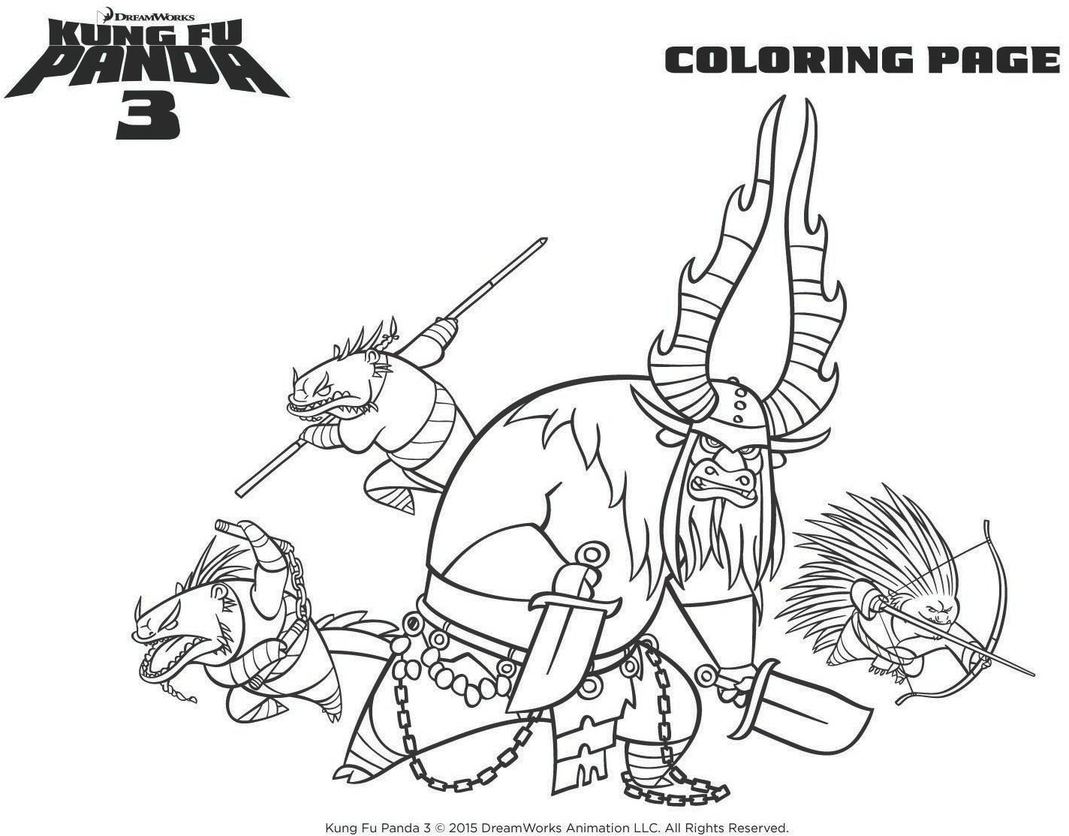 DREAMWORKS
KUNG FU
PANDA
3
COLORING PAGE
Kung Fu Panda 3 © 2015 DreamWorks Animation LLC. All Rights Reserved.